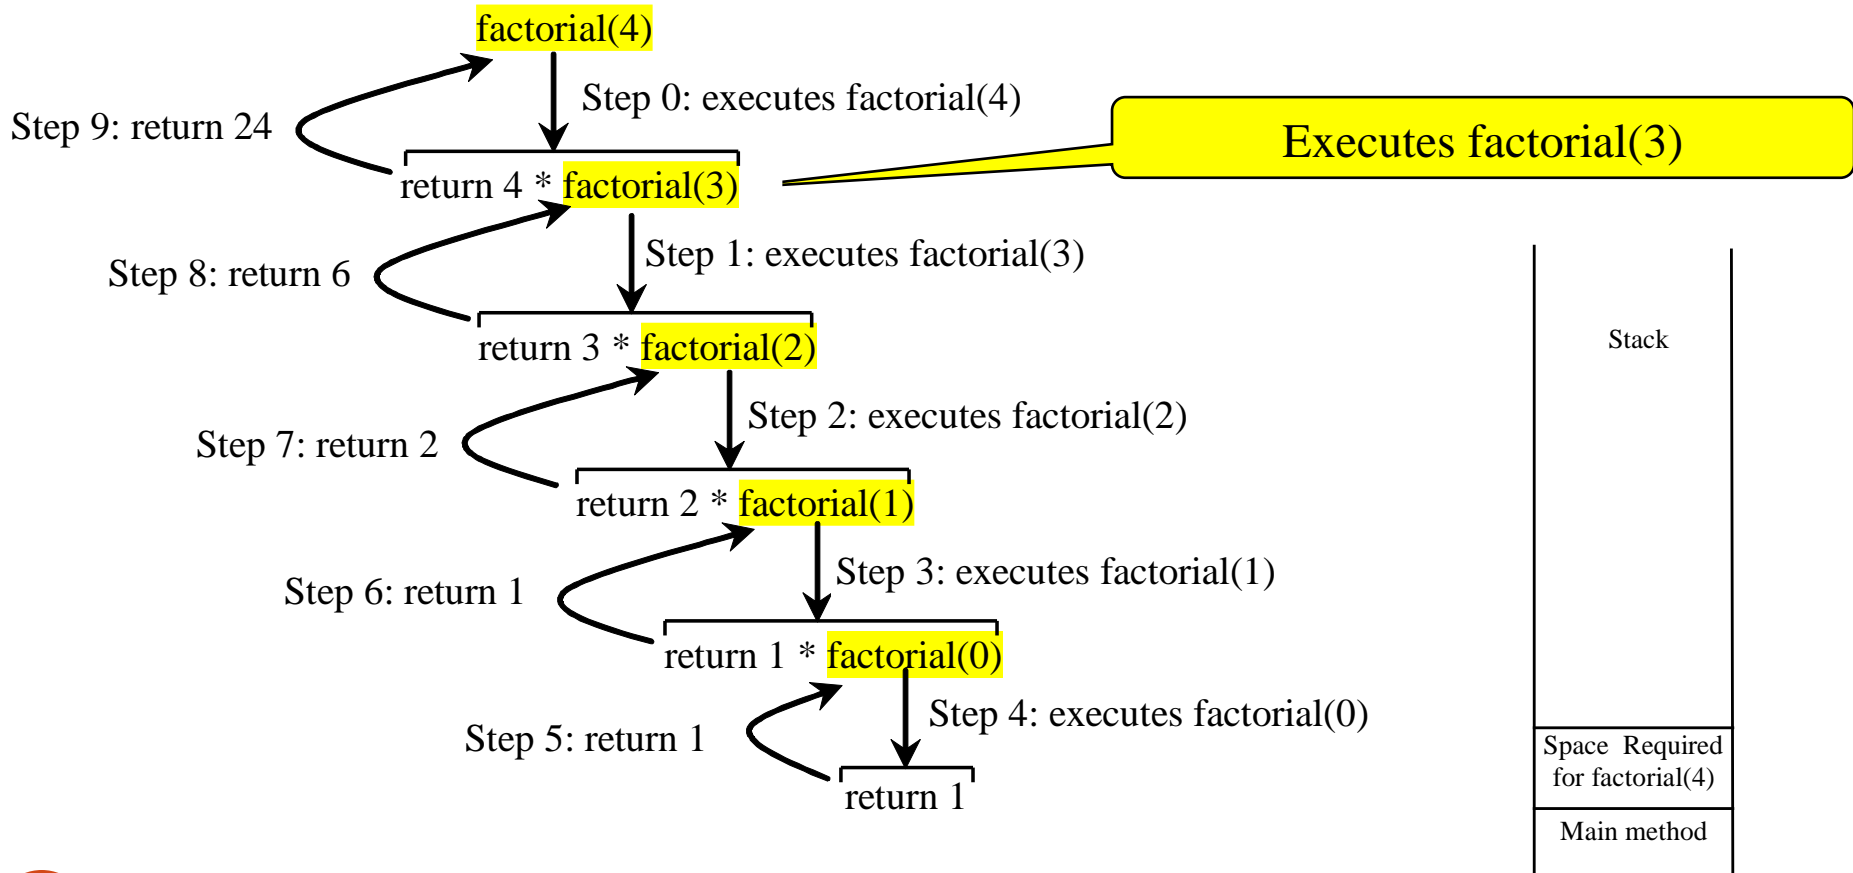 factorial(4)
Step 0: executes factorial(4)
Step 9: return 24
Executes factorial(3)
return 4 * factorial(3)
Step 1: executes factorial(3)
Step 8: return 6
return 3 * factorial(2)
Stack
Step 2: executes factorial(2)
Step 7: return 2
return 2 * factorial(1)
Step 3: executes factorial(1)
Step 6: return 1
return 1 * factorial(0)
Step 4: executes factorial(0)
Step 5: return 1
return 1
Space Required
for factorial(4)
Main method